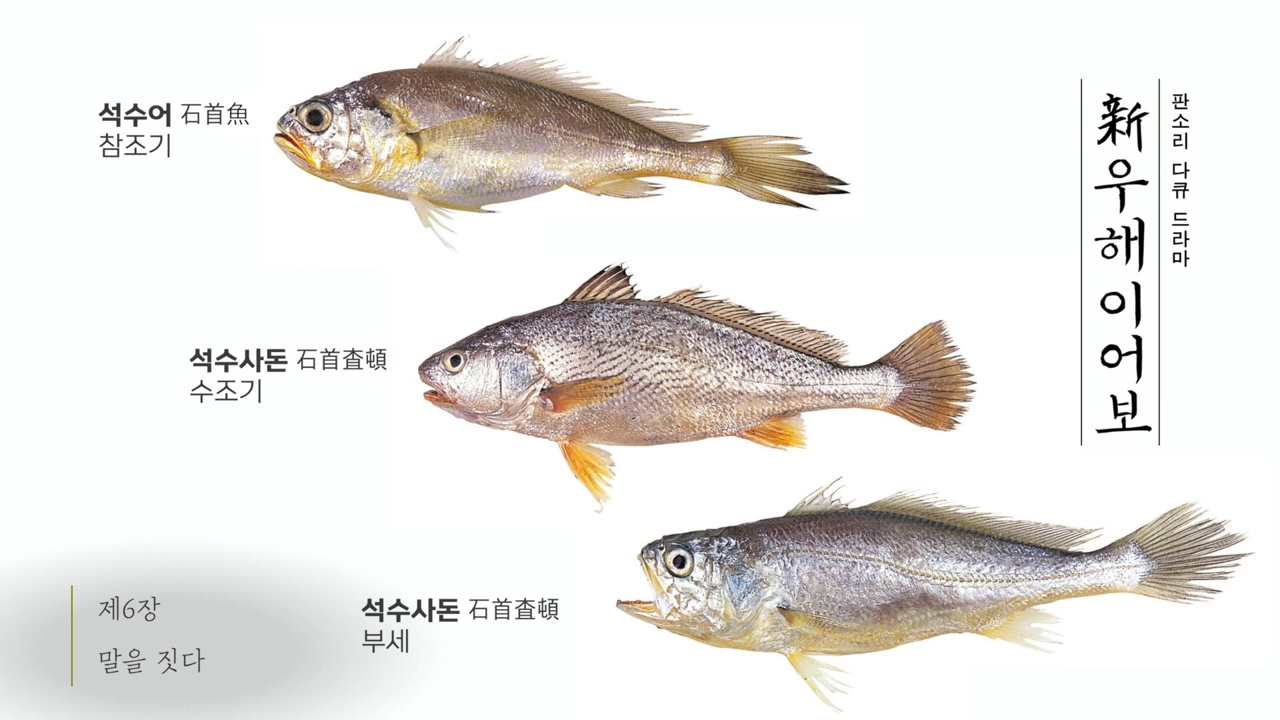 석수어 石首魚
참조기
판소리 다큐 드라마
新우해이어보
석수사돈 石首査頓
수조기
석수사돈 石首査頓
부세
제6장
말을 짓다